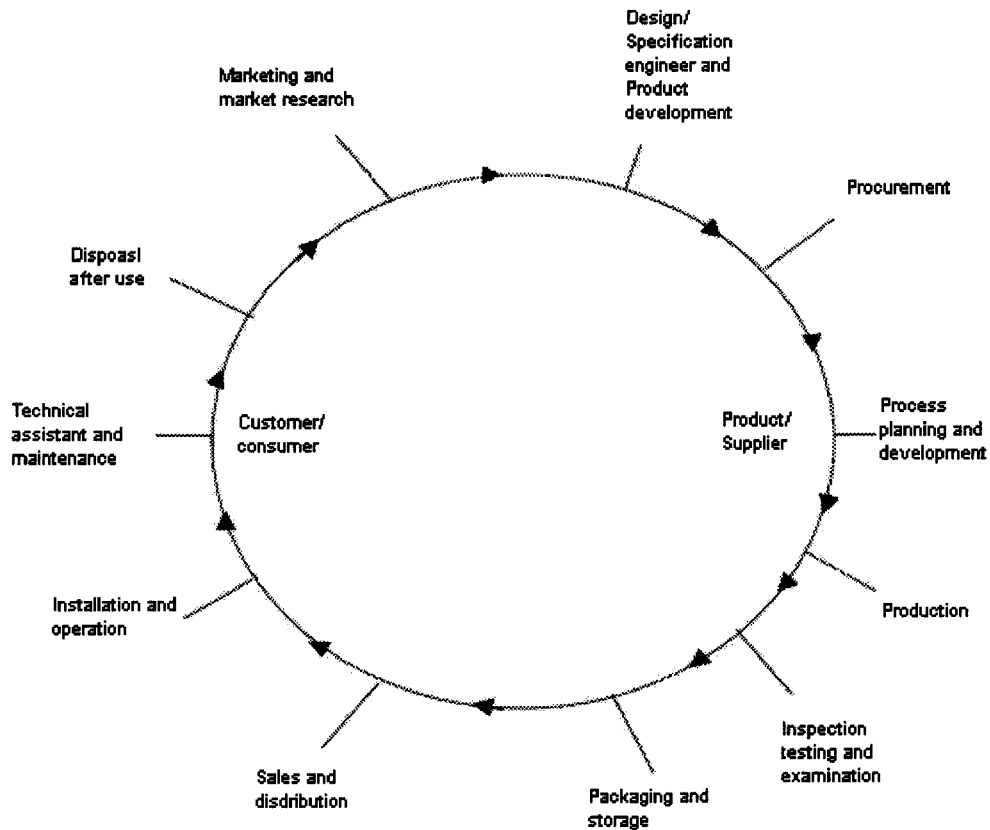 Design/
Specification
engineer and
Product
development
Marketing and
market research
Procurement
Dispoasl
after use
Technical
assistant and
maintenance
Customer/
consumer
Product/
Supplier
Process
planning and
development
Installation and
operation
Production
Inspection
testing and
examination
Sales and
disdribution
Packaging and
storage